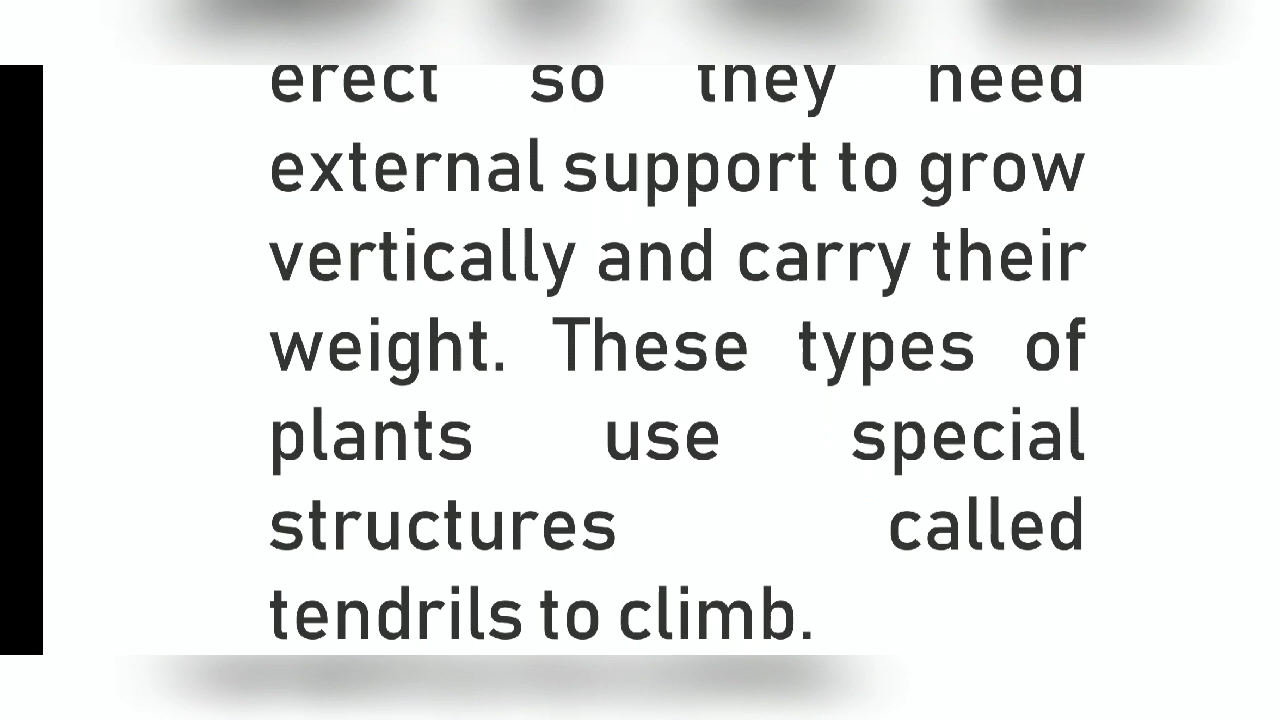 erect so they need
external support to grow
vertically and carry their
weight. These types of
plants use special
structures called
tendrils to climb.